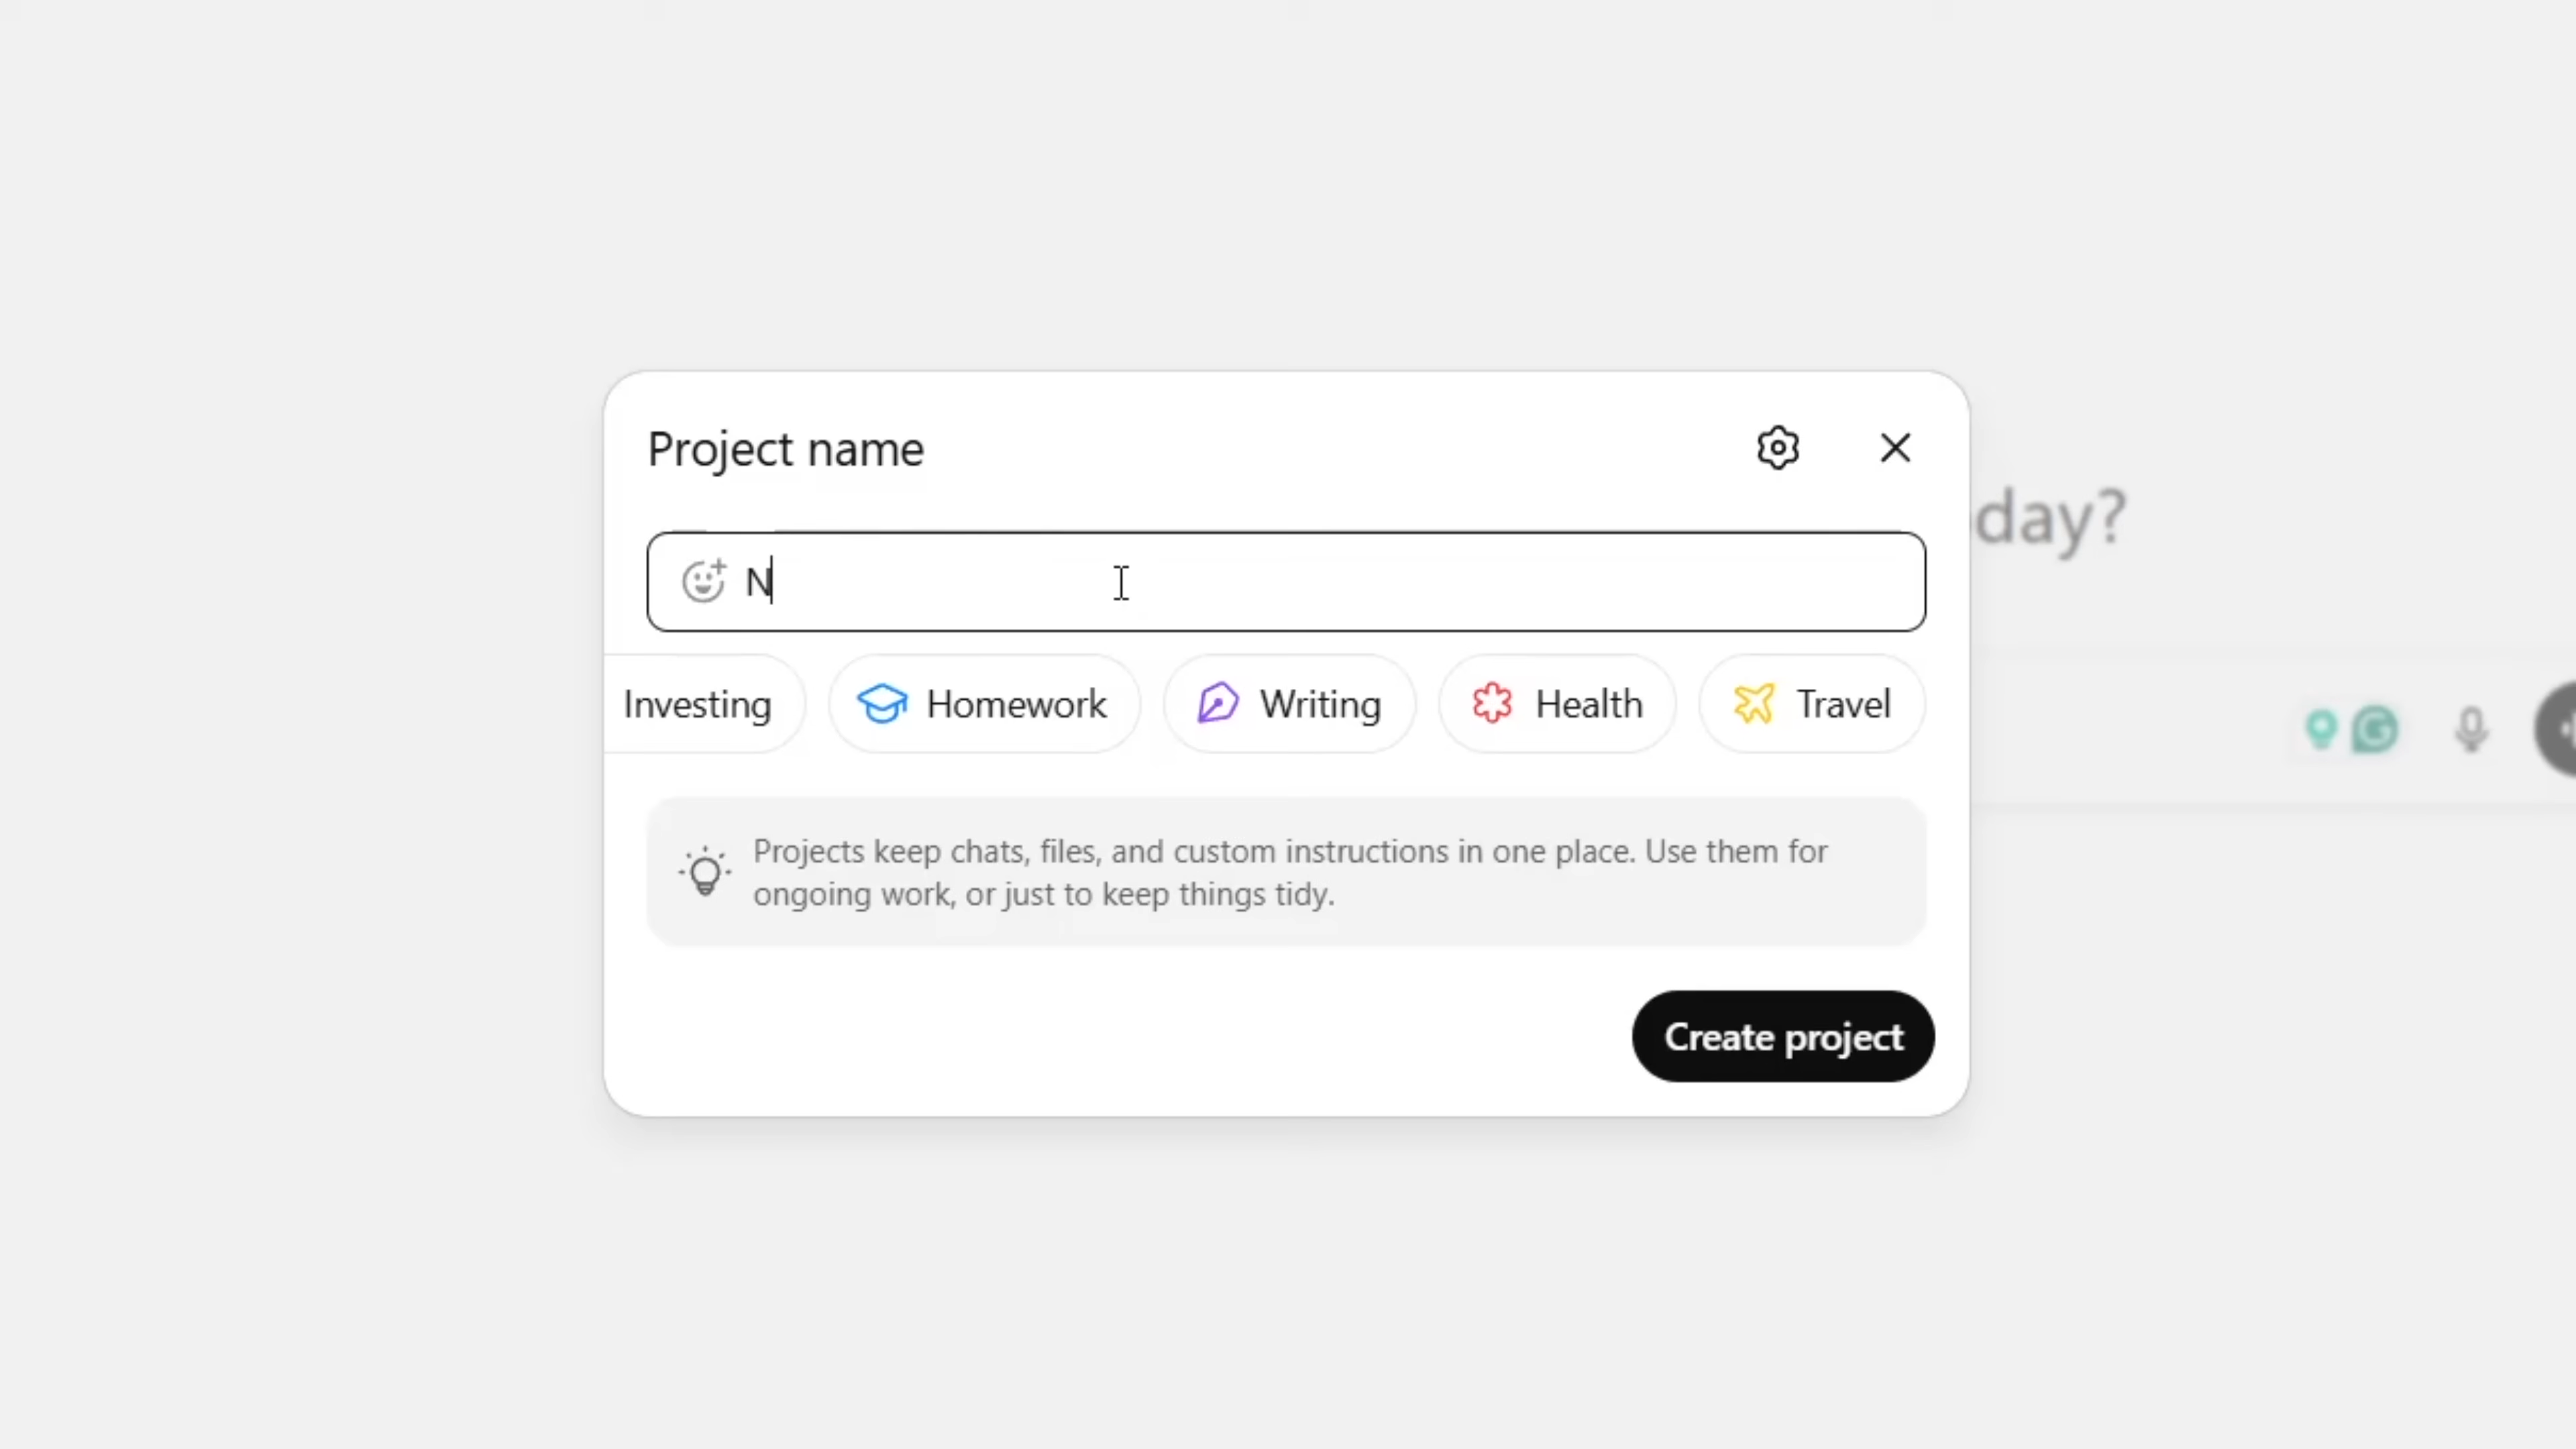 Project name
day?
N
Investing
Homework
Writing
Health
Travel
Projects keep chats, files, and custom instructions in one place. Use them for
ongoing work, or just to keep things tidy.
Create project